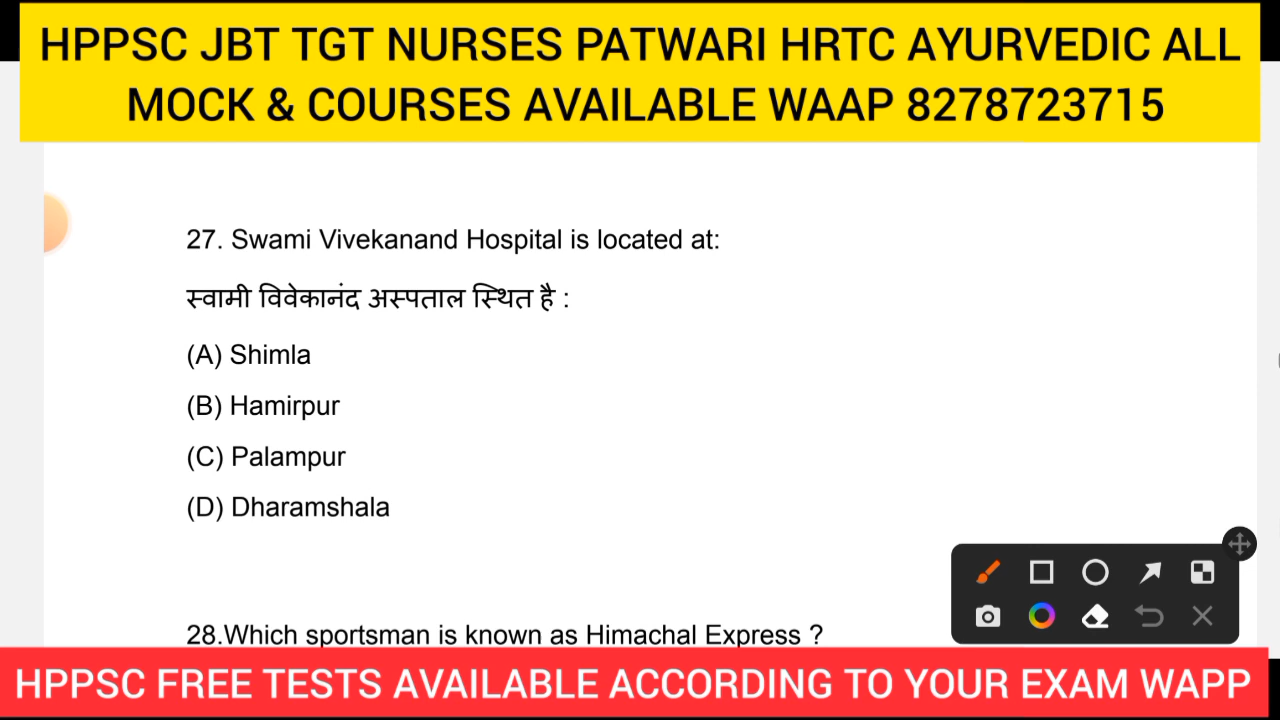 HPPSC JBT TGT NURSES PATWARI HRTC AYURVEDIC ALL
MOCK & COURSES AVAILABLE WAAP 8278723715
27. Swami Vivekanand Hospital is located at:
स्वामी विवेकानंद अस्पताल स्थित है :
(A) Shimla
(B) Hamirpur
(C) Palampur
(D) Dharamshala
28.Which sportsman is known as Himachal Express ?
HPPSC FREE TESTS AVAILABLE ACCORDING TO YOUR EXAM WAPP